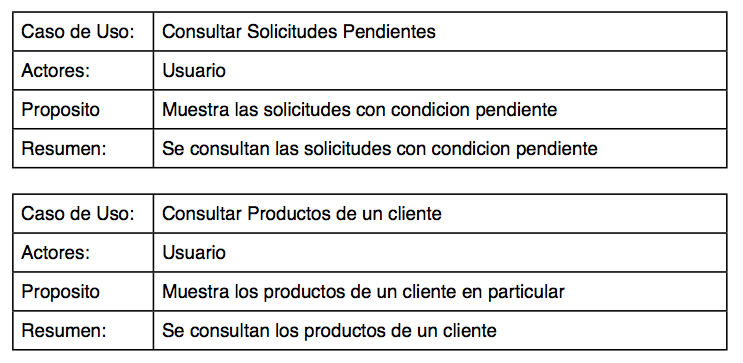 Caso de Uso: Consultar Solicitudes Pendientes
Actores: Usuario
Proposito Muestra las solicitudes con condicion pendiente
Resumen: Se consultan las solicitudes con condicion pendiente
Caso de Uso: Consultar Productos de un cliente
Actores: Usuario
Proposito Muestra los productos de un cliente en particular
Resumen: Se consultan los productos de un cliente